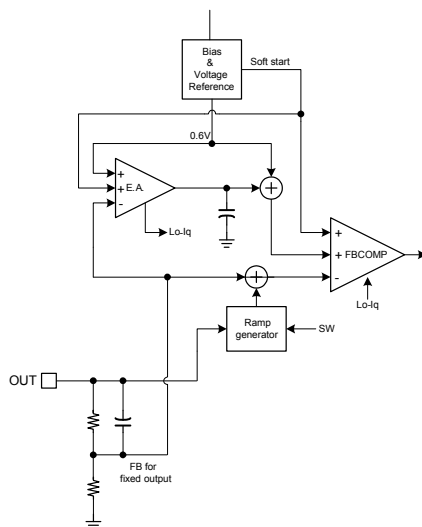 Bias
&
Voltage
Reference
Soft start
0.6V
+
+ E.A.
-
Lo-Iq
+
+
+ FBCOMP
-
Lo-Iq
+
Ramp
generator
SW
OUT
FB for
fixed output